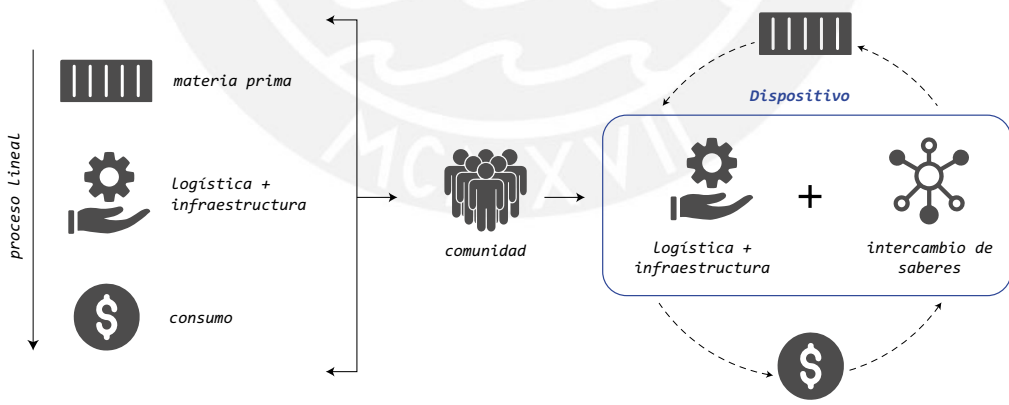 proceso lineal
materia prima
logística +
infraestructura
consumo
comunidad
Dispositivo
logística +
infraestructura
intercambio de
saberes